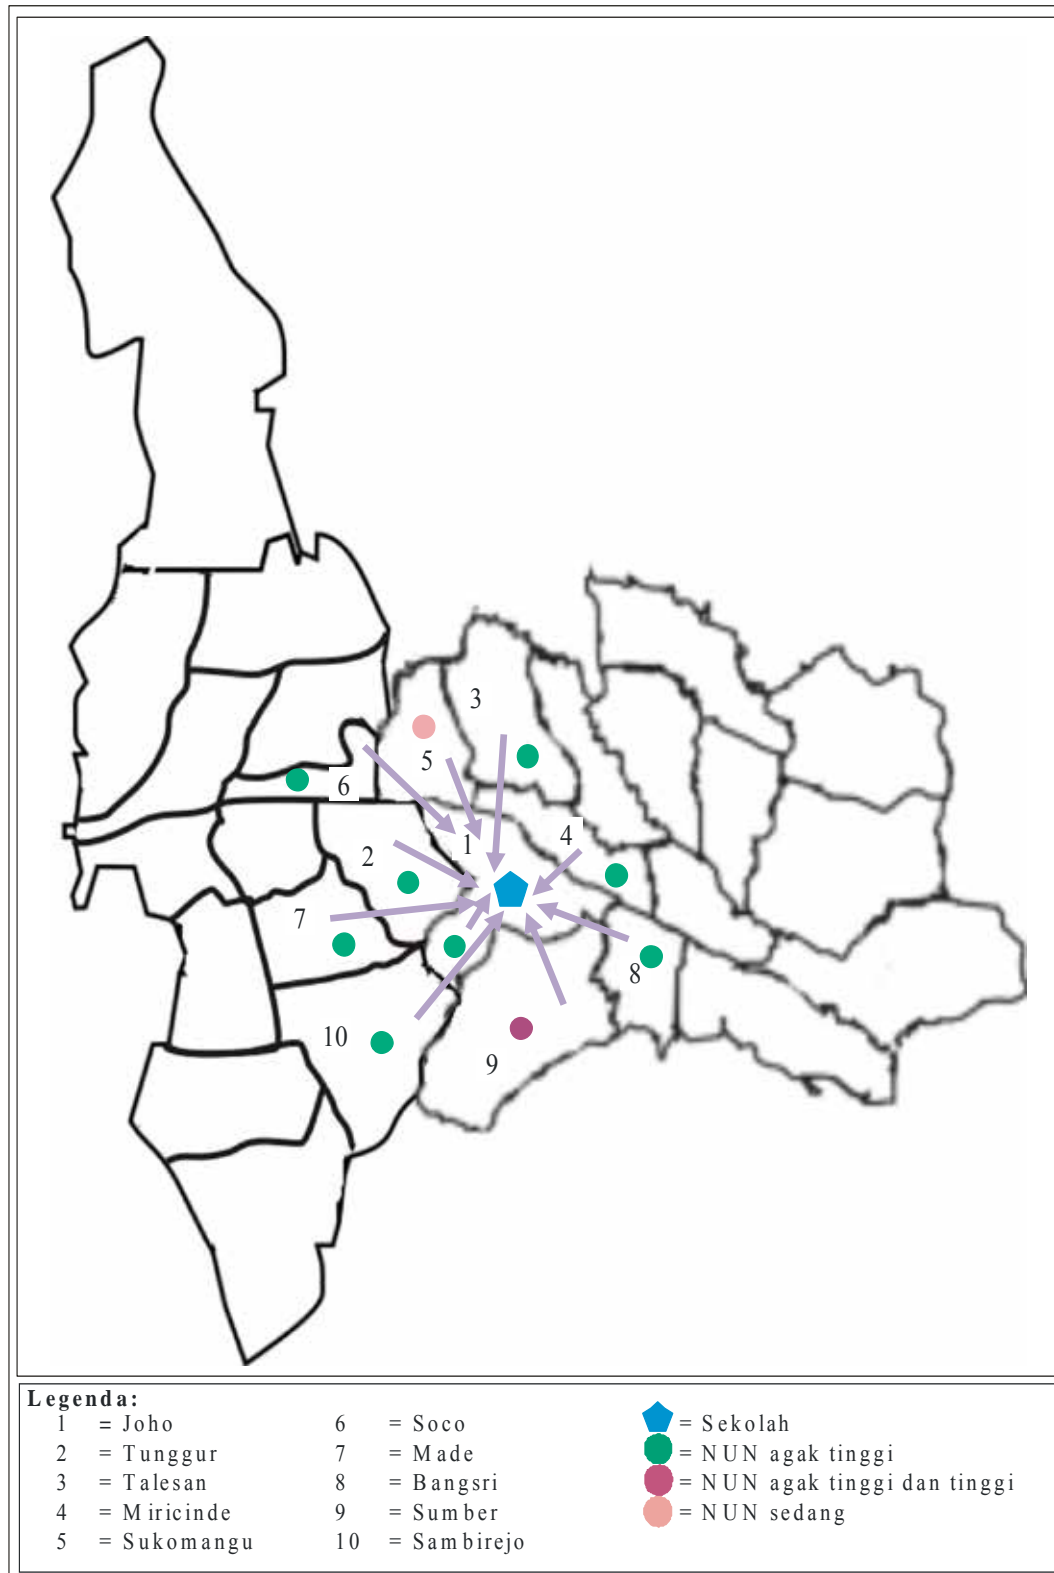 3
5
6
4
1
2
7
8
10
9
Legenda:
1 = Joho 6 = Soco = Sekolah
2 = Tunggur 7 = Made = NUN agak tinggi
3 = Talesan 8 = Bangsri = NUN agak tinggi dan tinggi
4 = Miricinde 9 = Sumber = NUN sedang
5 = Sukomangu 10 = Sambirejo